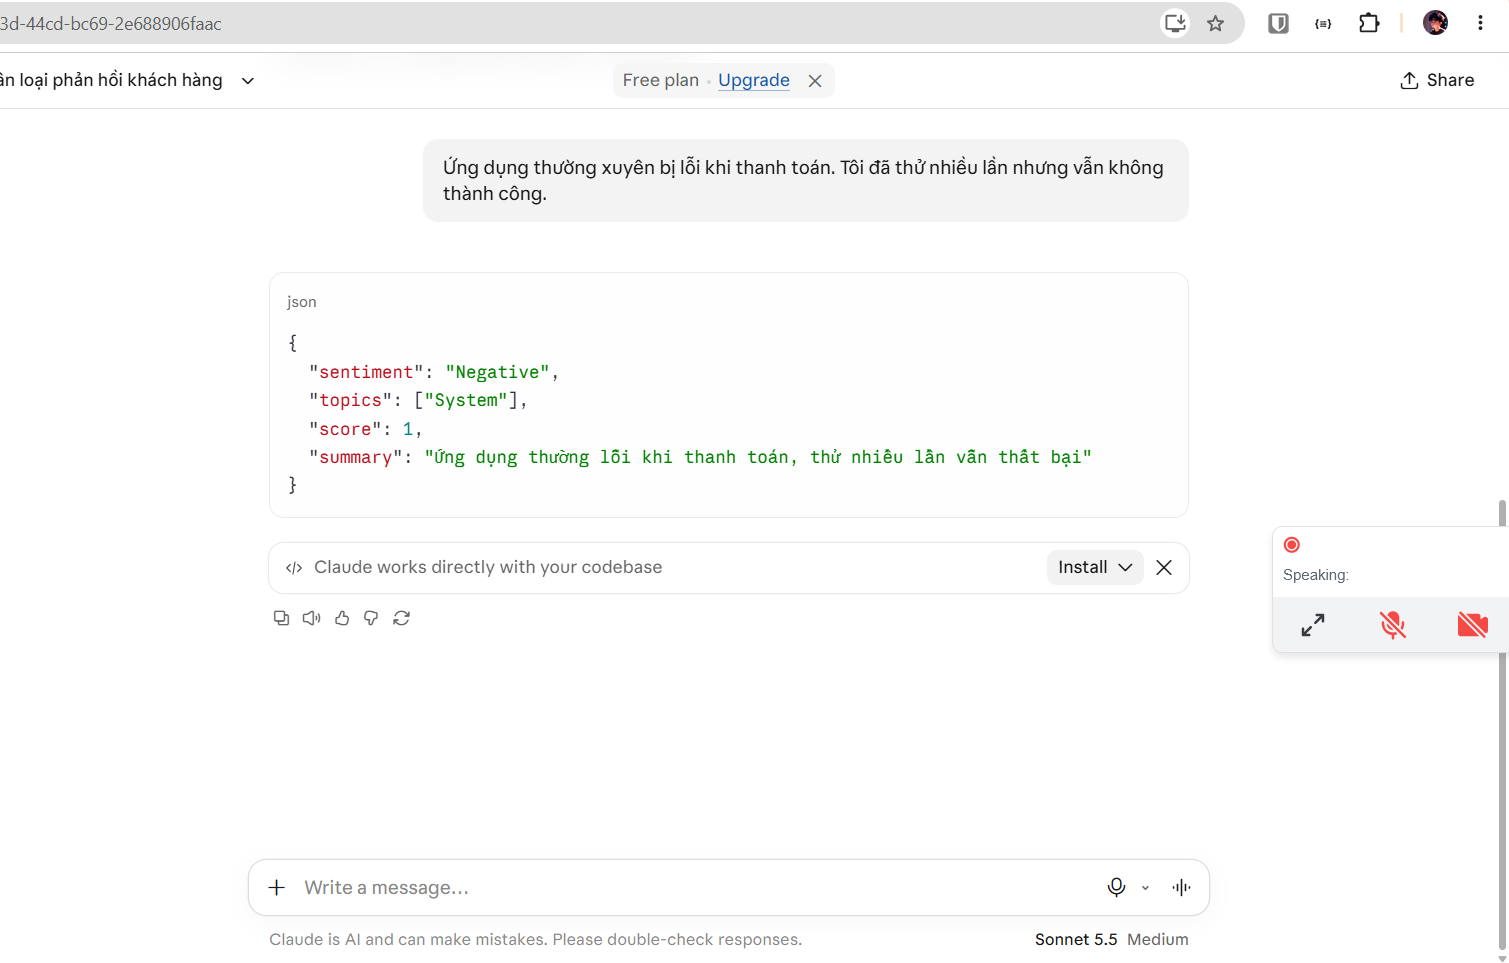 3d-44cd-bc69-2e688906faac
ân loại phản hồi khách hàng
Free plan · Upgrade
Share
Ứng dụng thường xuyên bị lỗi khi thanh toán. Tôi đã thử nhiều lần nhưng vẫn không
thành công.
json
{
"sentiment": "Negative",
"topics": ["System"],
"score": 1,
"summary": "Ứng dụng thường lỗi khi thanh toán, thử nhiều lần vẫn thất bại"
}
Claude works directly with your codebase
Install
Speaking:
Write a message...
Claude is AI and can make mistakes. Please double-check responses.
Sonnet 5.5 Medium